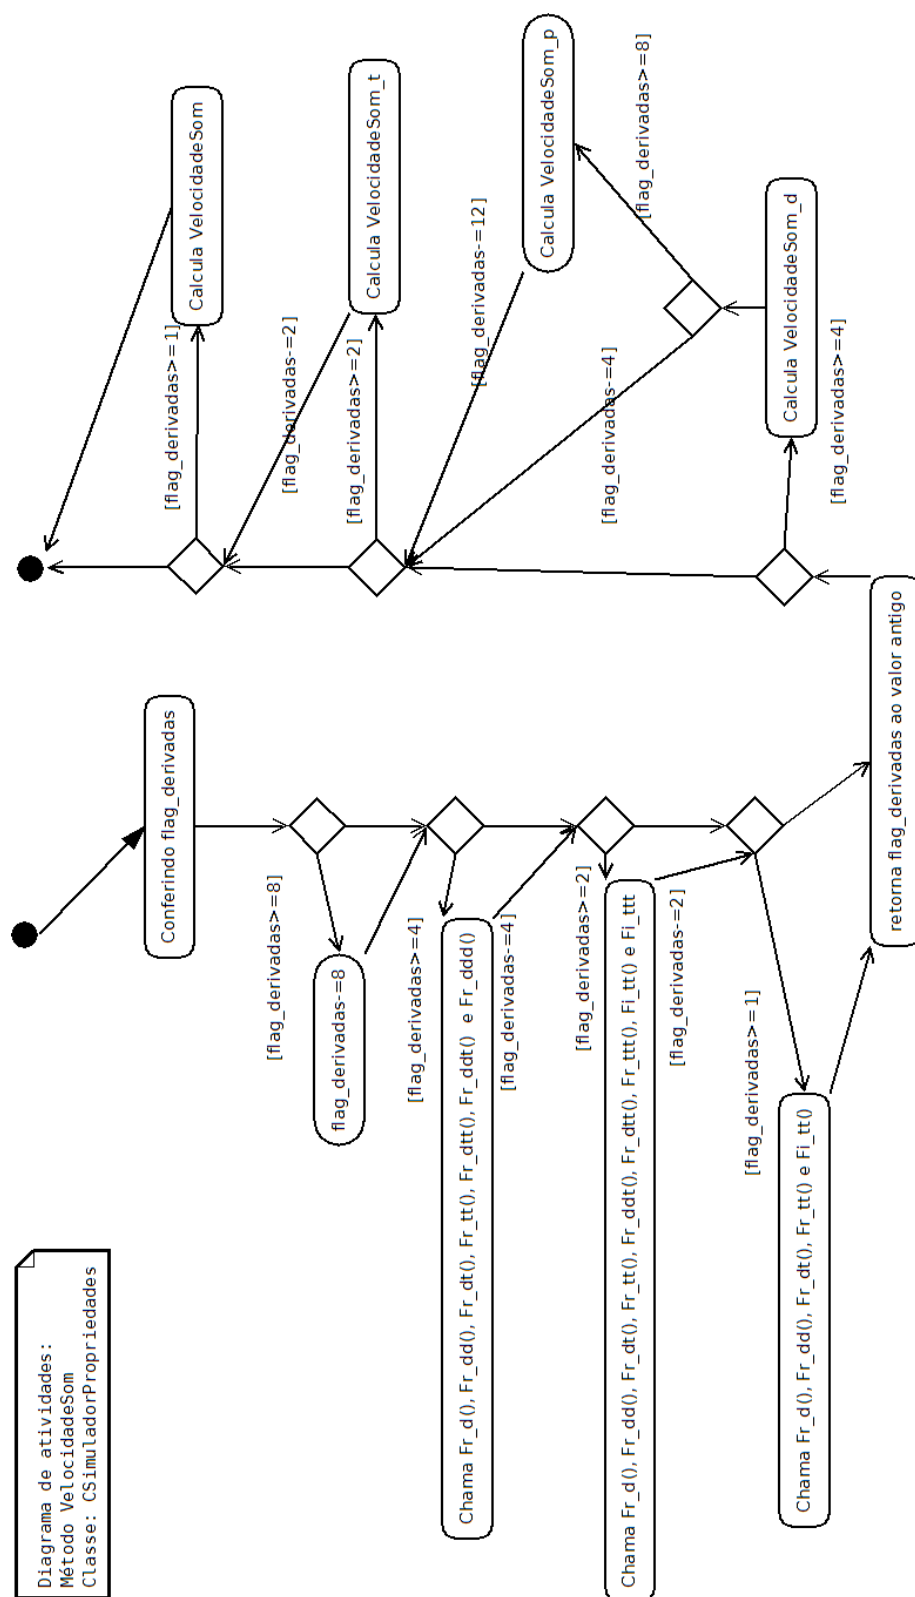 Diagrama de atividades:
Método VelocidadeSom
Classe: CSimuladorPropriedades
Conferindo flag_derivadas
[flag_derivadas>=8]
flag_derivadas-=8
[flag_derivadas>=4]
Chama Fr_d(), Fr_dd(), Fr_dt(), Fr_tt(), Fr_dtt(), Fr_ddt() e Fr_ddd()
[flag_derivadas-=4]
[flag_derivadas>=2]
Chama Fr_d(), Fr_dd(), Fr_dt(), Fr_tt(), Fr_ddt(), Fr_dtt(), Fr_ttt(), Fi_tt() e Fi_ttt
[flag_derivadas-=2]
[flag_derivadas>=1]
Chama Fr_d(), Fr_dd(), Fr_dt(), Fr_tt() e Fi_tt()
retorna flag_derivadas ao valor antigo
[flag_derivadas>=4]
Calcula VelocidadeSom_d
[flag_derivadas>=8]
[flag_derivadas-=4]
Calcula VelocidadeSom_p
[flag_derivadas-=12]
[flag_derivadas>=2]
Calcula VelocidadeSom_t
[flag_derivadas-=2]
[flag_derivadas>=1]
Calcula VelocidadeSom